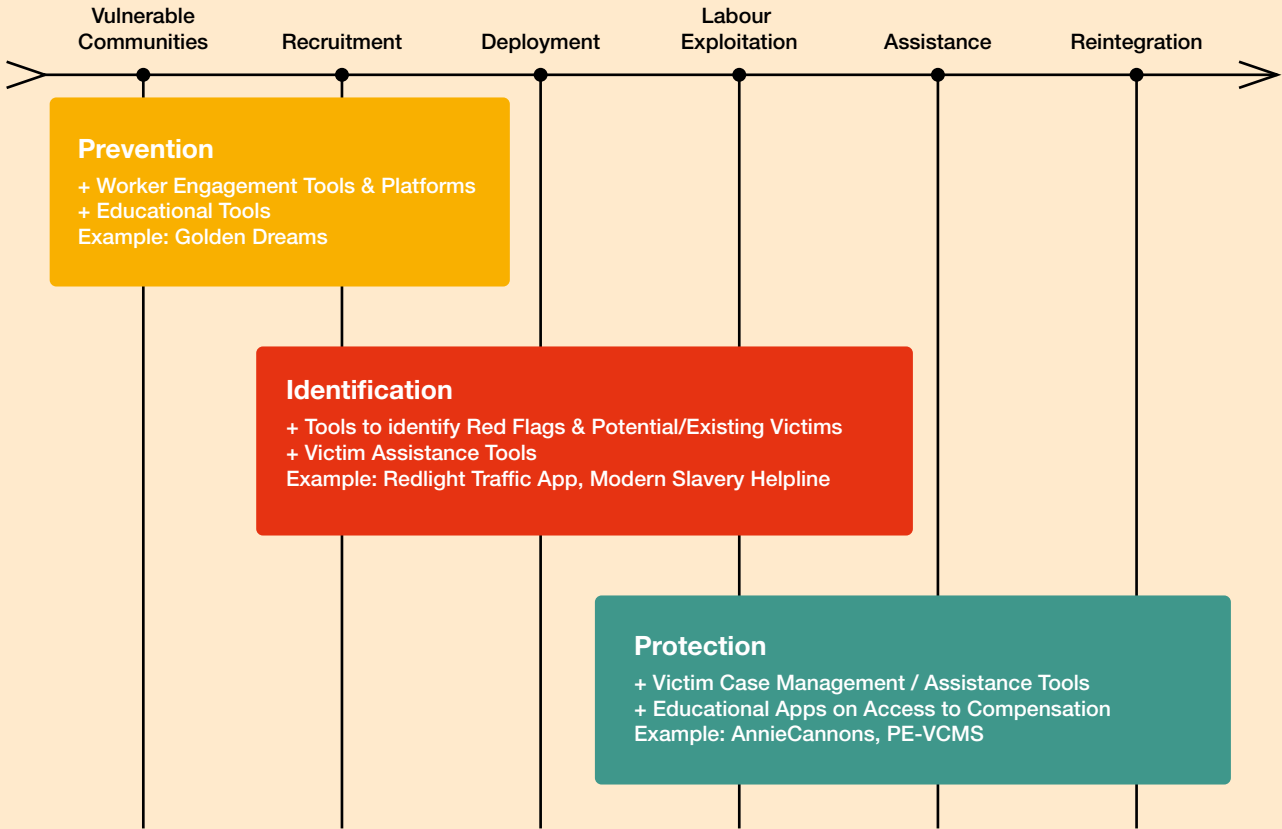 Vulnerable
Communities
Recruitment
Deployment
Labour
Exploitation
Assistance
Reintegration
Prevention
+ Worker Engagement Tools & Platforms
+ Educational Tools
Example: Golden Dreams
Identification
+ Tools to identify Red Flags & Potential/Existing Victims
+ Victim Assistance Tools
Example: Redlight Traffic App, Modern Slavery Helpline
Protection
+ Victim Case Management / Assistance Tools
+ Educational Apps on Access to Compensation
Example: AnnieCannons, PE-VCMS